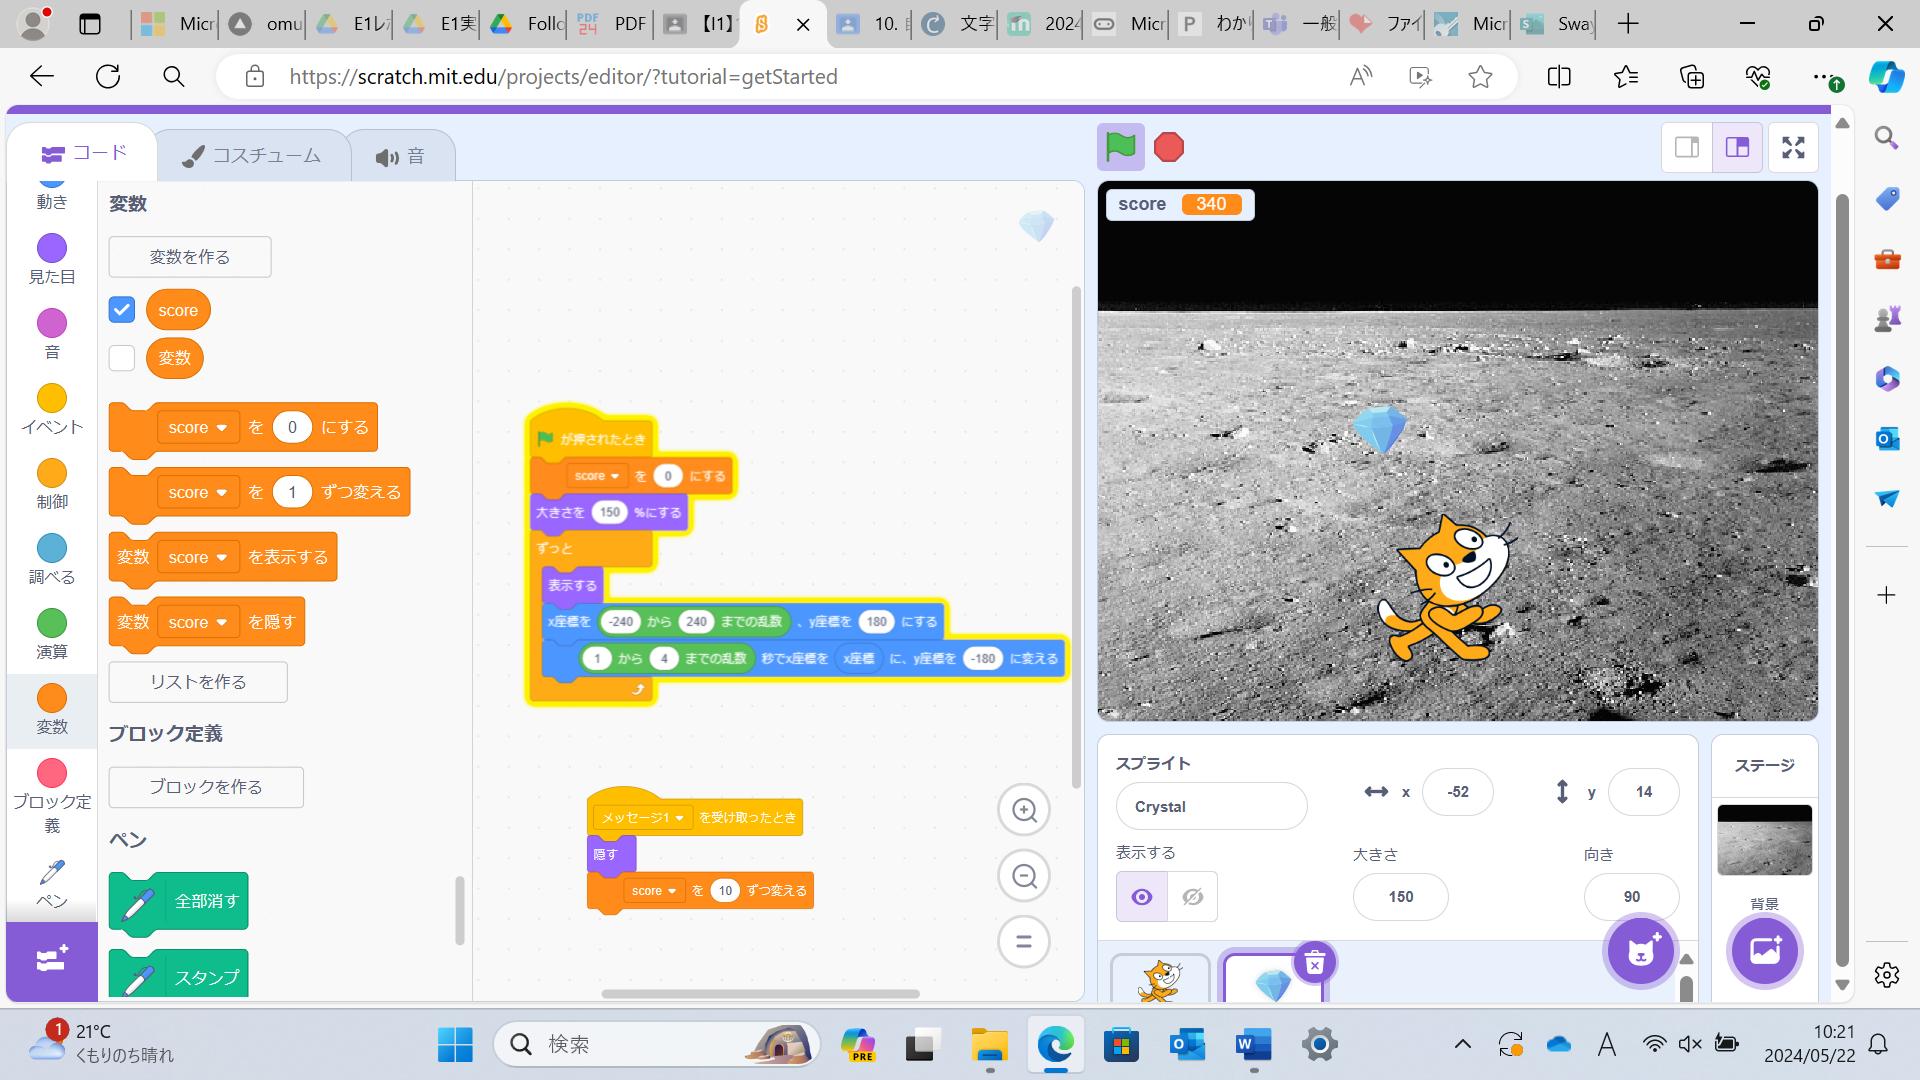 Micr
omu
E1レ
E1実
Follo
PDF
【I1】
10.
文字
2024
Micr
わか
一般
ファイ
Micr
Sway
https://scratch.mit.edu/projects/editor/?tutorial=getStarted
コード
コスチューム
音
動き
見た目
音
イベント
制御
調べる
演算
変数
ブロック定義
ペン
変数
変数を作る
score
変数
score を 0 にする
score を 1 ずつ変える
変数 score を表示する
変数 score を隠す
リストを作る
ブロック定義
ブロックを作る
ペン
全部消す
スタンプ
が押されたとき
score を 0 にする
大きさを 150 %にする
ずっと
表示する
x座標を -240 から 240 までの乱数 、y座標を 180 にする
1 から 4 までの乱数 秒でx座標を x座標 に、y座標を -180 に変える
メッセージ1 を受け取ったとき
隠す
score を 10 ずつ変える
score 340
スプライト
Crystal
x -52
y 14
表示する
大きさ
向き
150
90
ステージ
背景
1
21°C
くもりのち晴れ
検索
PRE
A
10:21
2024/05/22